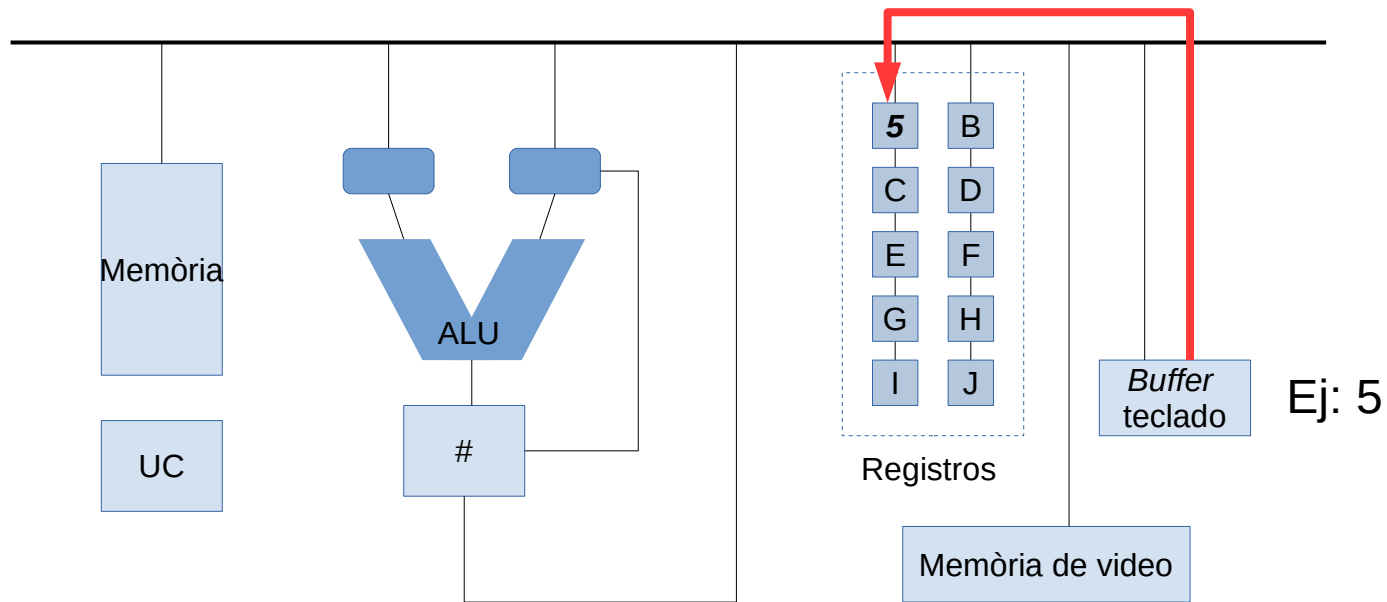 5
B
C
D
E
F
G
H
I
J
Memòria
ALU
UC
#
Registros
Buffer
teclado
Ej: 5
Memòria de video